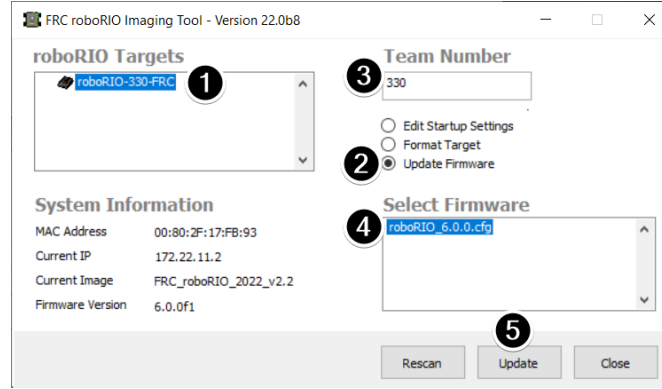 FRC roboRIO Imaging Tool - Version 22.0b8
roboRIO Targets
roboRIO-330-FRC
1
Team Number
3
330
Edit Startup Settings
Format Target
2
Update Firmware
System Information
MAC Address 00:80:2F:17:FB:93
Current IP 172.22.11.2
Current Image FRC_roboRIO_2022_v2.2
Firmware Version 6.0.0f1
Select Firmware
4
roboRIO_6.0.0.cfg
5
Rescan
Update
Close